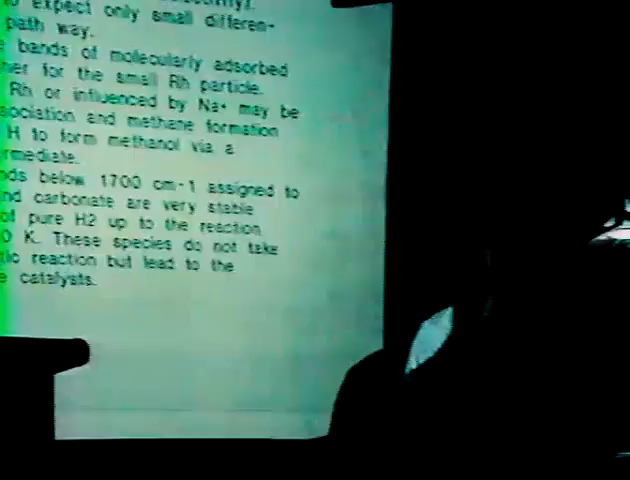 expect only small differen-
path way.
bands of molecularly adsorbed
for the small Rh particle.
Rh or influenced by Na+ may be
sociation and methane formation
H to form methanol via a
rmediate.
nds below 1700 cm-1 assigned to
nd carbonate are very stable
of pure H2 up to the reaction
0 K. These species do not take
tic reaction but lead to the
catalysts.